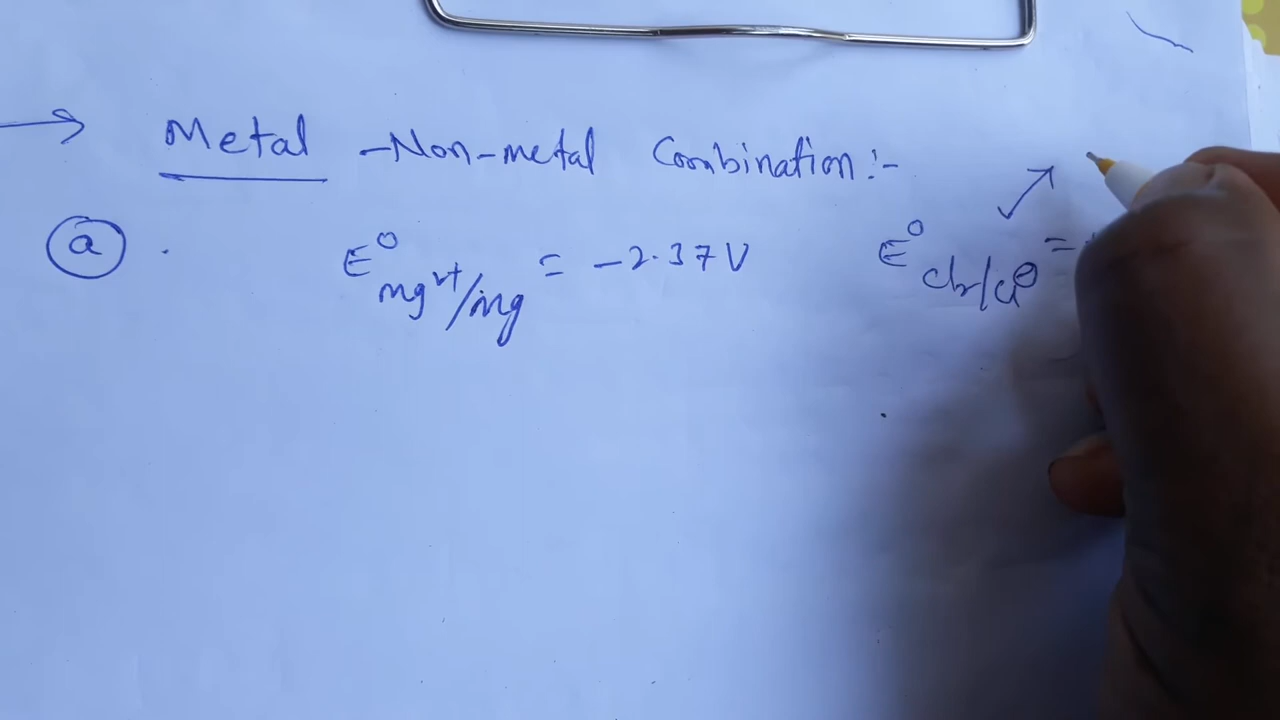 → Metal - Non-metal Combination :-
(a) . E° Mg²⁺/Mg = -2.37V E° Cl₂/Cl⊖ =